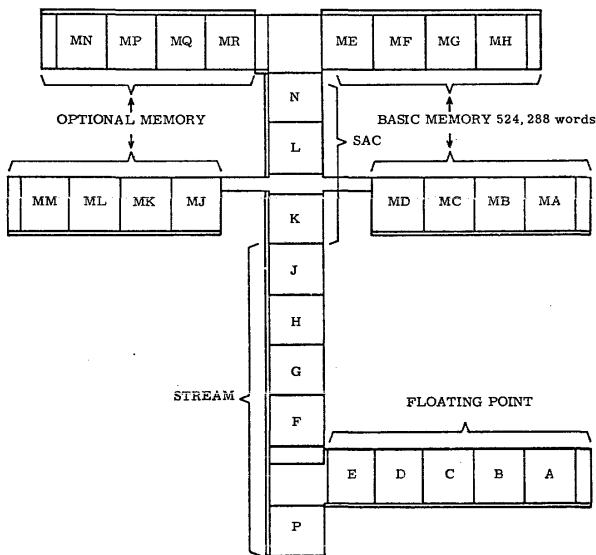 MN MP MQ MR ME MF MG MH
N
OPTIONAL MEMORY BASIC MEMORY 524, 288 words
SAC
L
MM ML MK MJ MD MC MB MA
K
J
H
G
STREAM FLOATING POINT
F
E D C B A
P